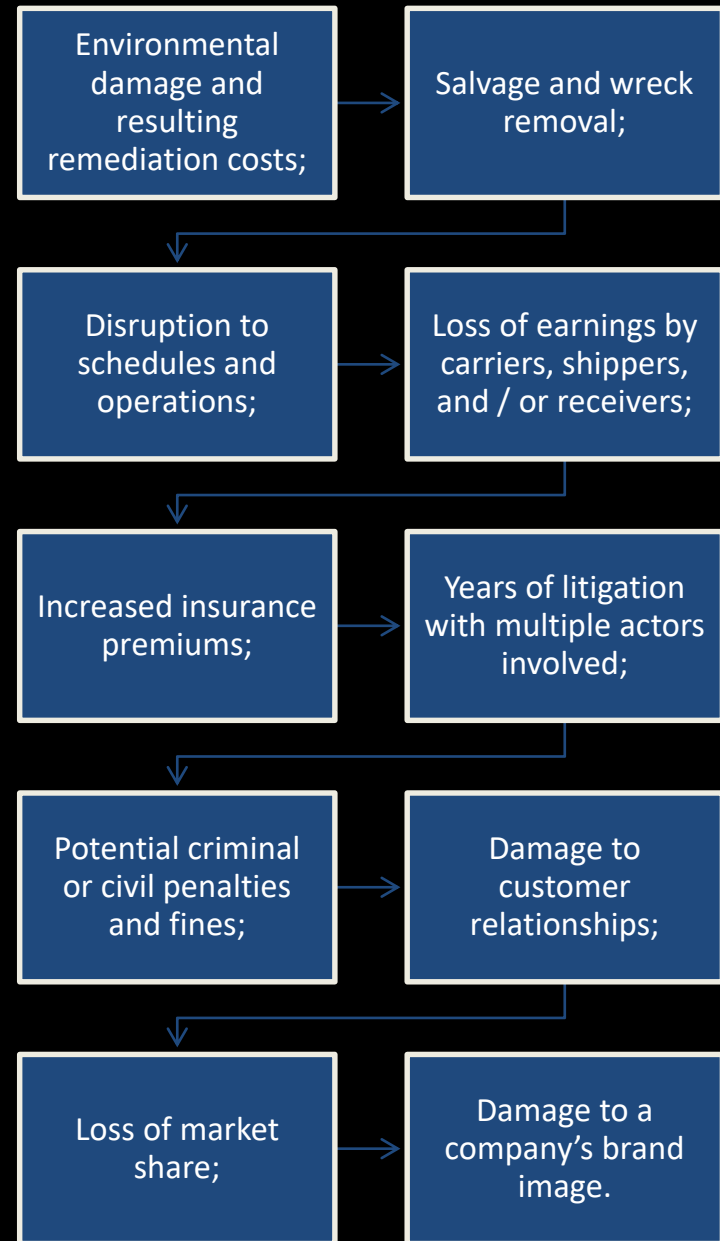 Environmental
damage and
resulting
remediation costs;
Salvage and wreck
removal;
Disruption to
schedules and
operations;
Loss of earnings by
carriers, shippers,
and / or receivers;
Increased insurance
premiums;
Years of litigation
with multiple actors
involved;
Potential criminal
or civil penalties
and fines;
Damage to
customer
relationships;
Loss of market
share;
Damage to a
company’s brand
image.